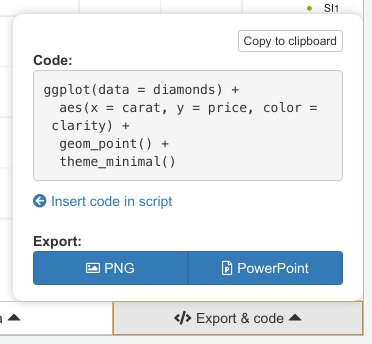 SI1
Copy to clipboard
Code:
ggplot(data = diamonds) +
aes(x = carat, y = price, color =
clarity) +
geom_point() +
theme_minimal()
Insert code in script
Export:
PNG
PowerPoint
</> Export & code